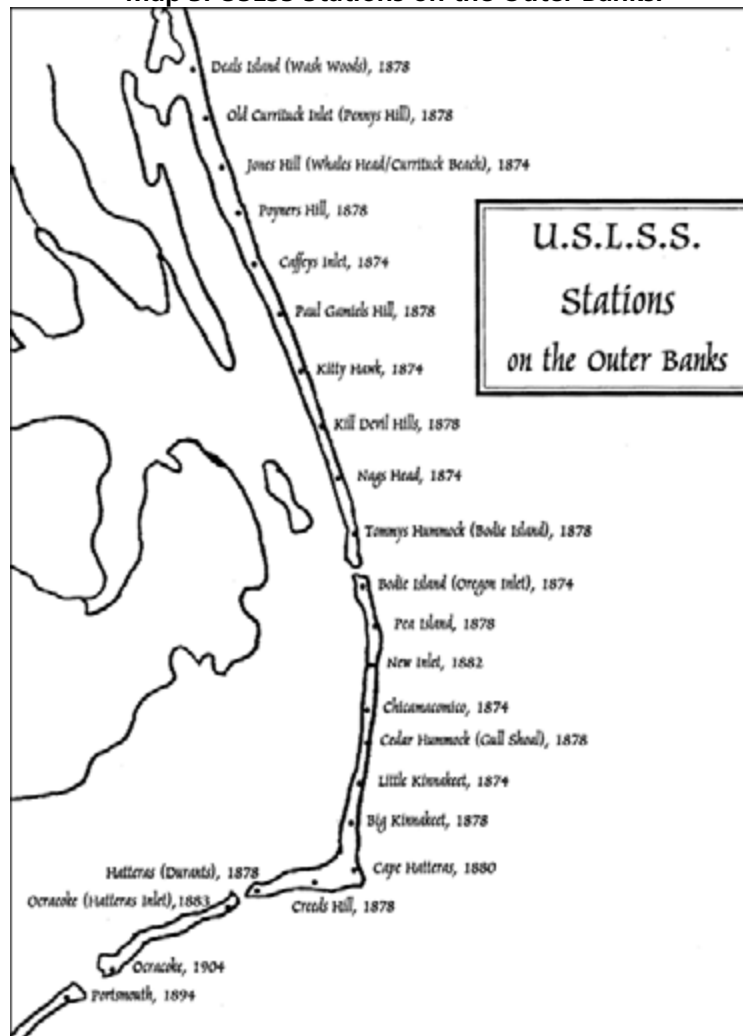 Map 3. USLSS Stations on the Outer Banks.
Deals Island (Wash Woods), 1878
Old Currituck Inlet (Pennys Hill), 1878
Jones Hill (Whales Head/Currituck Beach), 1874
Poyners Hill, 1878
U.S.L.S.S.
Stations
on the Outer Banks
Caffeys Inlet, 1874
Paul Gamiels Hill, 1878
Kitty Hawk, 1874
Kill Devil Hills, 1878
Nags Head, 1874
Tommys Hummock (Bodie Island), 1878
Bodie Island (Oregon Inlet), 1874
Pea Island, 1878
New Inlet, 1882
Chicamacomico, 1874
Cedar Hummock (Gull Shoal), 1878
Little Kinnakeet, 1874
Big Kinnakeet, 1878
Cape Hatteras, 1880
Hatteras (Durants), 1878
Ocracoke (Hatteras Inlet), 1883
Creeds Hill, 1878
Ocracoke, 1904
Portsmouth, 1894